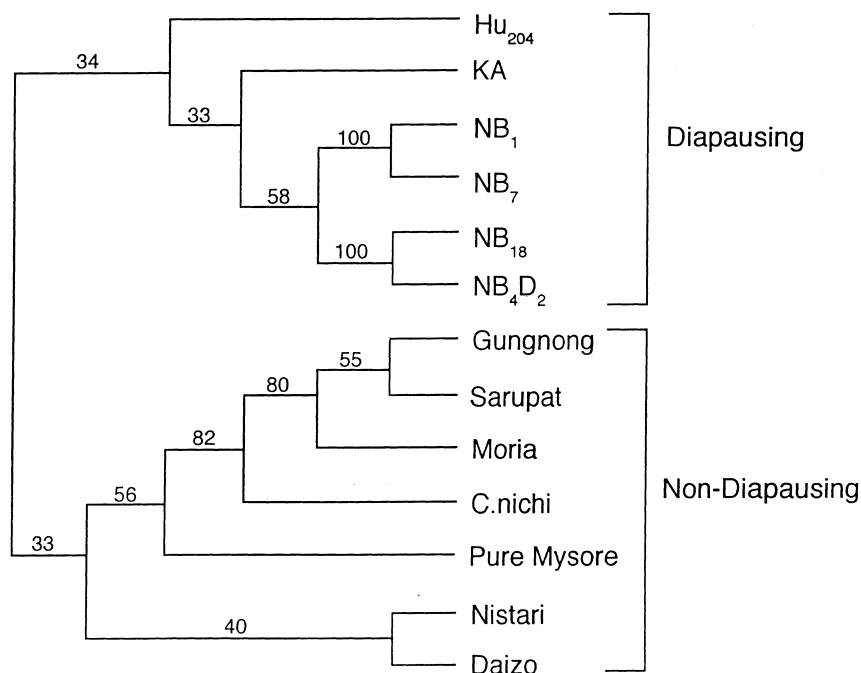 Hu204
34
KA
33
NB1
100
Diapausing
NB7
58
NB18
100
NB4D2
Gungnong
55
Sarupat
80
Moria
82
Non-Diapausing
C.nichi
56
Pure Mysore
33
Nistari
40
Daizo